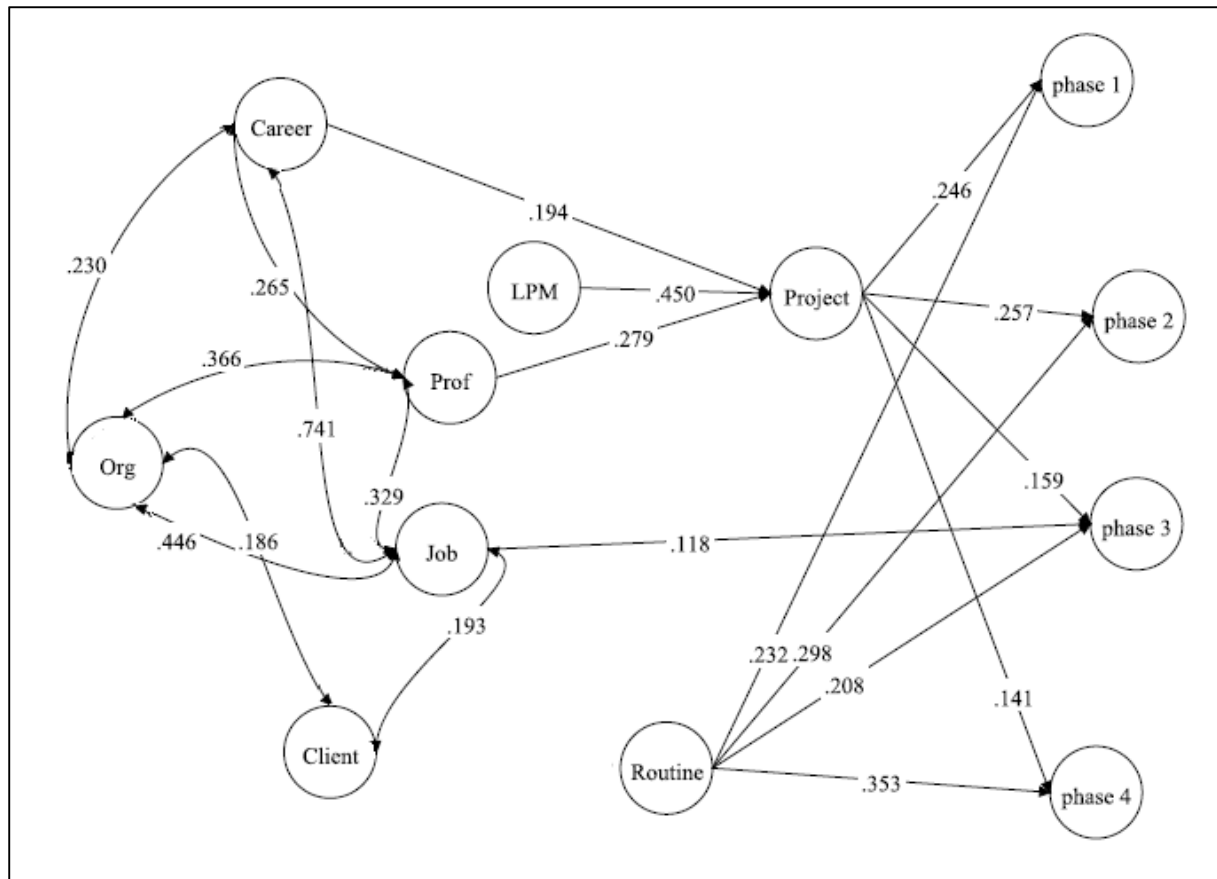 phase 1
Career
.246
.194
.230
.265
LPM
.450
Project
.257
phase 2
.279
.366
Prof
.741
Org
.159
.329
phase 3
.446
.186
Job
.118
.193
.232
.298
.208
.141
Client
Routine
.353
phase 4